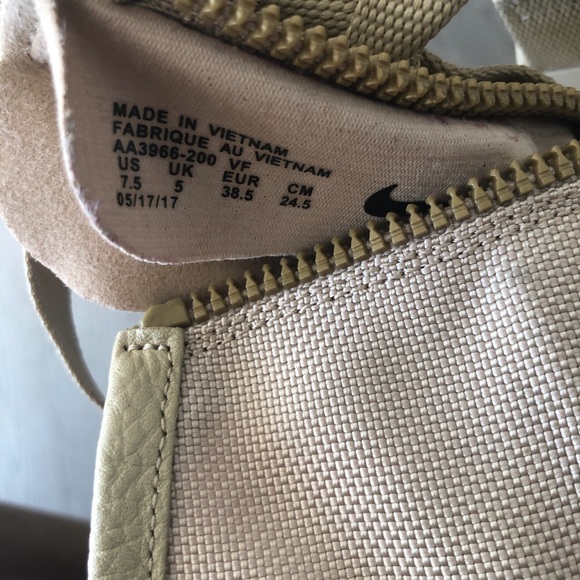 MADE IN VIETNAM
FABRIQUE AU VIETNAM
AA3966-200 VF
US UK EUR CM
7.5 5 38.5 24.5
05/17/17